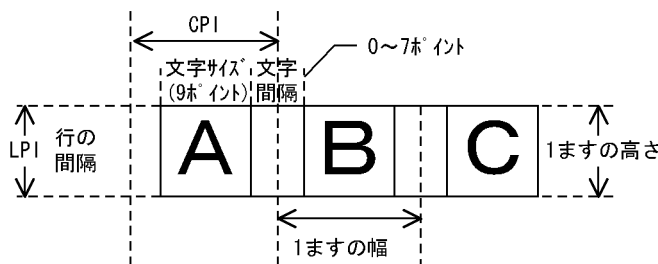 CPI
0～7ﾎﾟｲﾝﾄ
文字ｻｲｽﾞ
(9ﾎﾟｲﾝﾄ)
文字
間隔
LPI
行の
間隔
A
B
C
1ますの高さ
1ますの幅